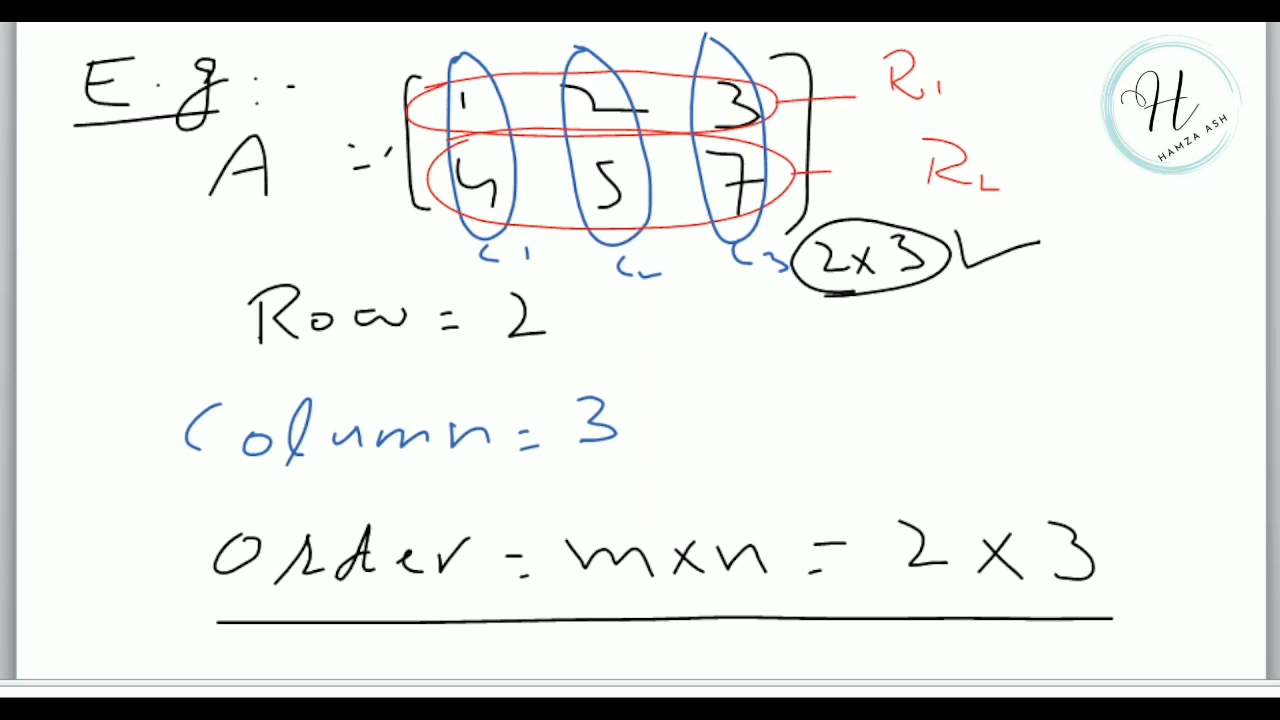 E.g :-
1 2 3 R1
A = 4 5 7 R2
C1 C2 C3 2x3
Row = 2
Column = 3
Order = m x n = 2 x 3
H
HAMZA ASH